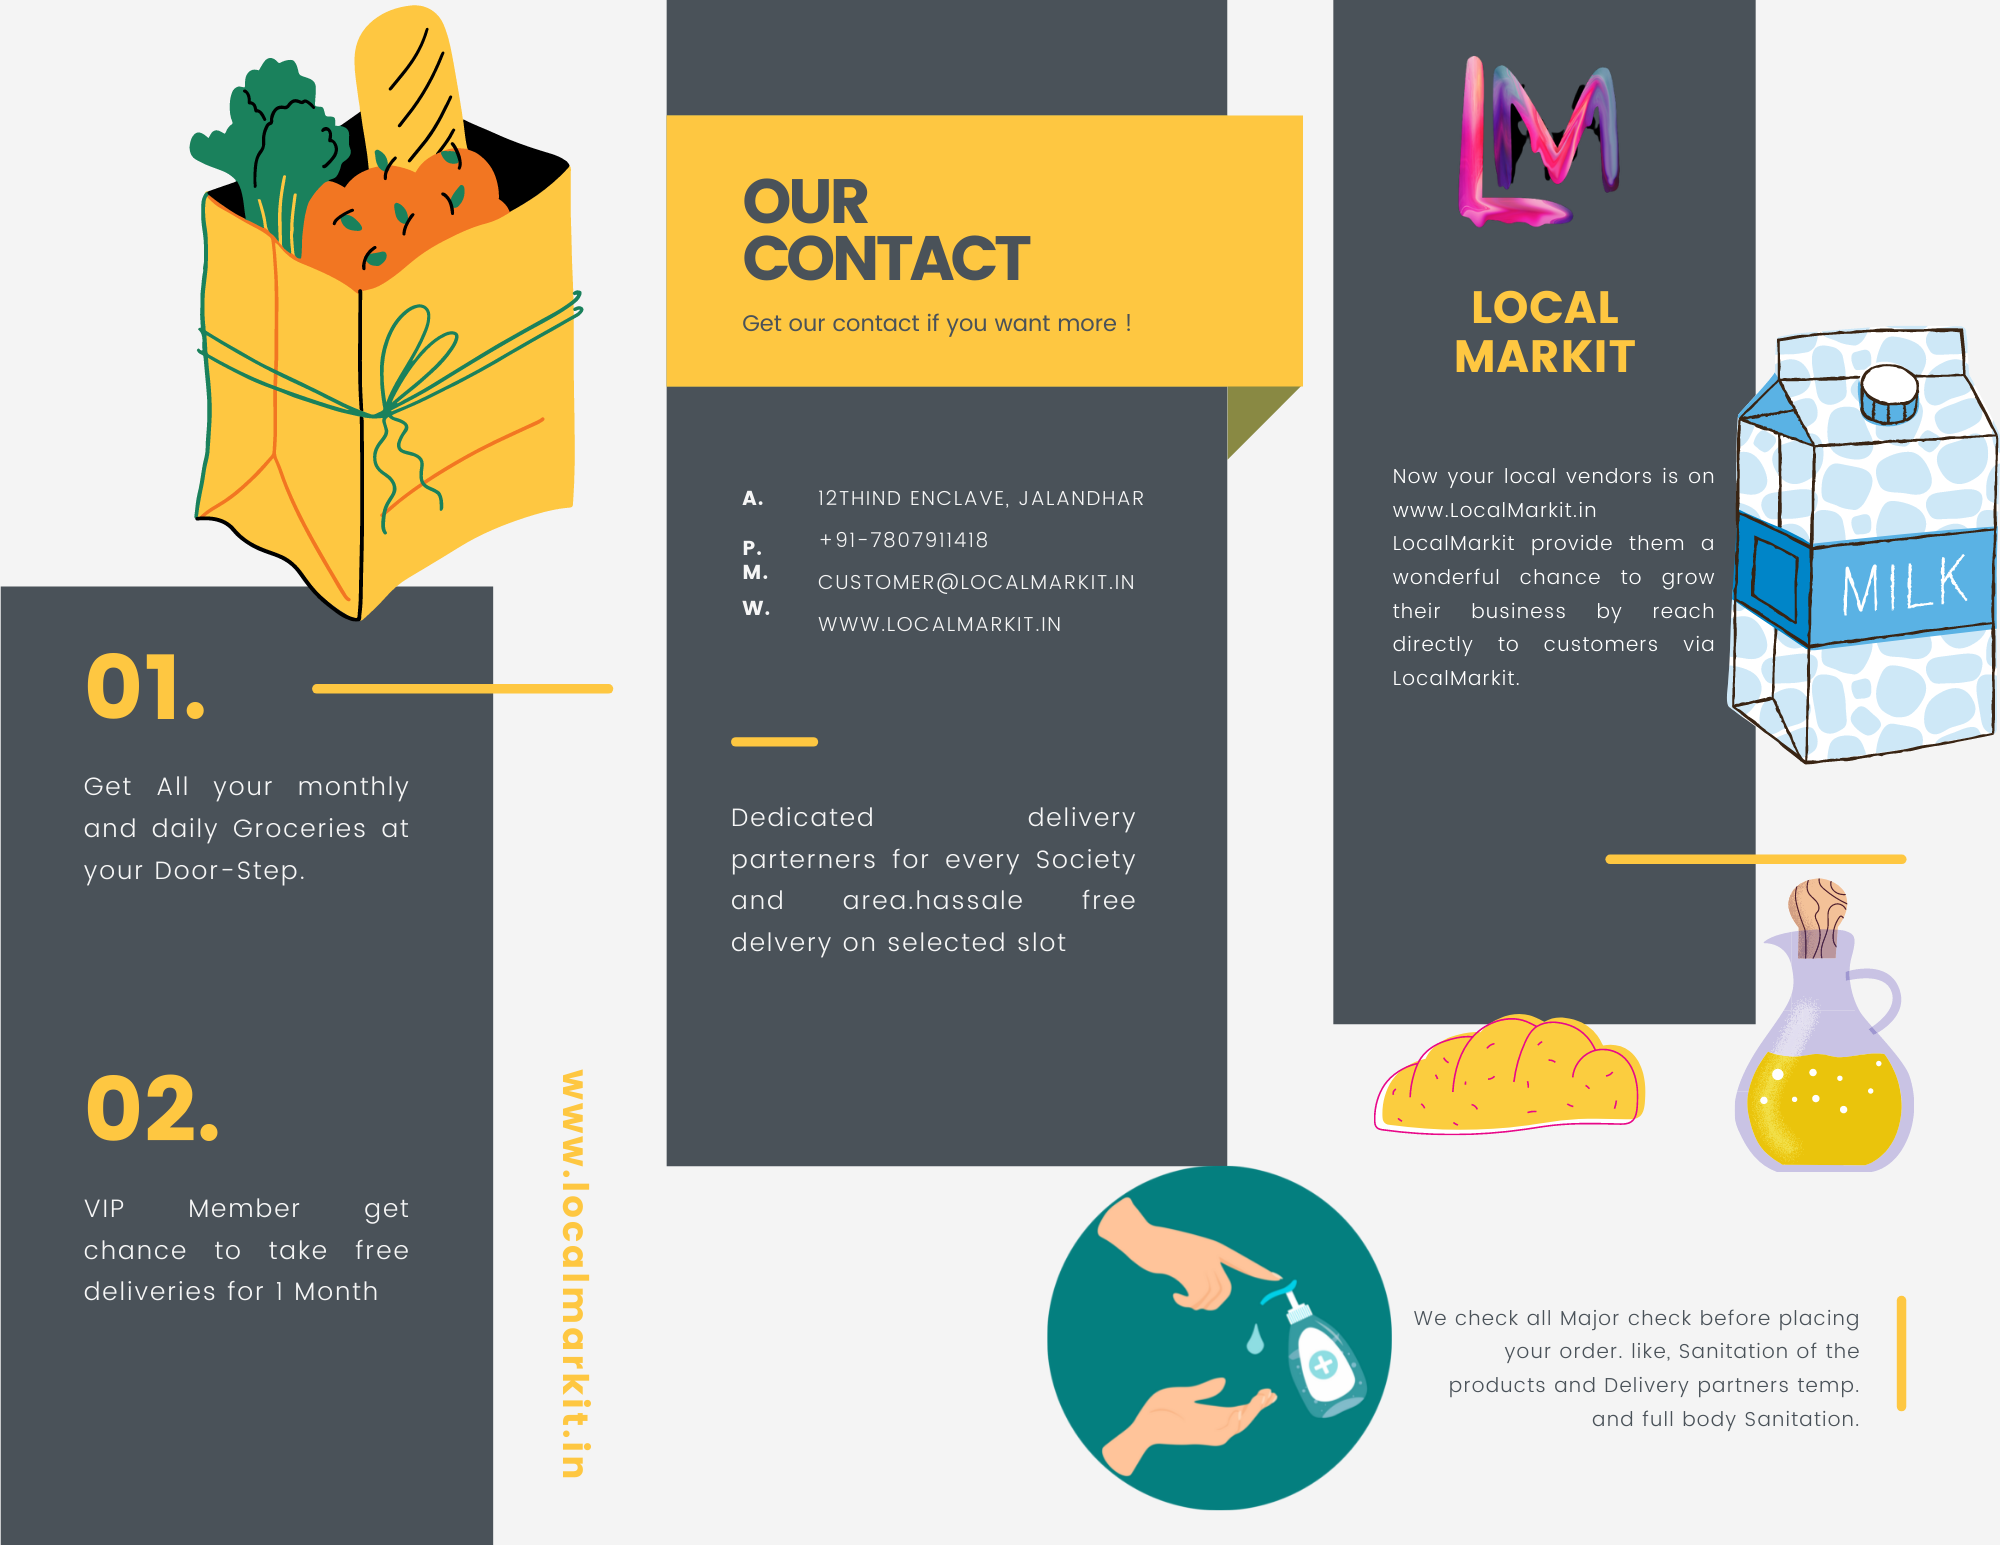 01.
Get All your monthly
and daily Groceries at
your Door-Step.
02.
VIP Member get
chance to take free
deliveries for 1 Month
www.localmarkit.in
OUR
CONTACT
Get our contact if you want more !
A. 12THIND ENCLAVE, JALANDHAR
P. +91-7807911418
M. CUSTOMER@LOCALMARKIT.IN
W. WWW.LOCALMARKIT.IN
Dedicated delivery
parterners for every Society
and area.hassale free
delvery on selected slot
LM
LOCAL
MARKIT
Now your local vendors is on
www.LocalMarkit.in
LocalMarkit provide them a
wonderful chance to grow
their business by reach
directly to customers via
LocalMarkit.
MILK
We check all Major check before placing
your order. like, Sanitation of the
products and Delivery partners temp.
and full body Sanitation.